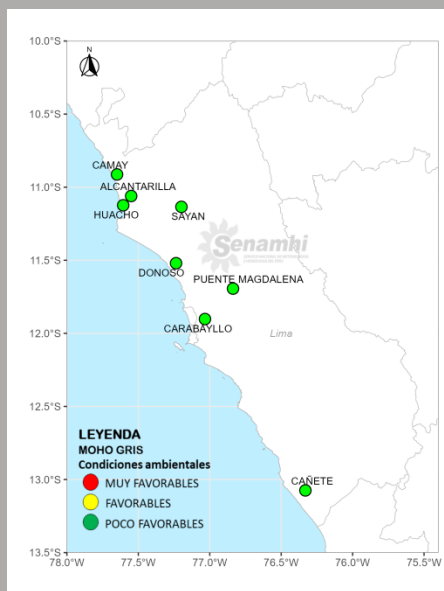 10.0°S
N
10.5°S
CAMAY
11.0°S
ALCANTARILLA
HUACHO
SAYAN
Senamhi
11.5°S
DONOSO
PUENTE MAGDALENA
12.0°S
CARABAYLLO
Lima
12.5°S
LEYENDA
MOHO GRIS
Condiciones ambientales
13.0°S
CAÑETE
MUY FAVORABLES
FAVORABLES
POCO FAVORABLES
13.5°S
78.0°W 77.5°W 77.0°W 76.5°W 76.0°W 75.5°W